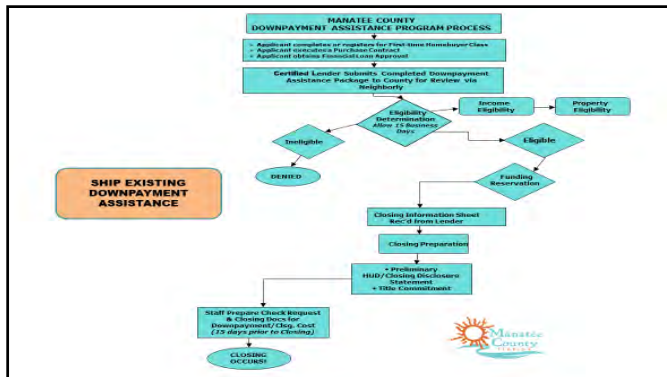 MANATEE COUNTY
DOWNPAYMENT ASSISTANCE PROGRAM PROCESS
Applicant completes or registers for First-time Homebuyer Class
Applicant executes a Purchase Contract
Applicant obtains Financial Loan Approval
Certified Lender Submits Completed Downpayment
Assistance Package to County for Review via
Neighborly
Eligibility
Determination
Allow 15 Business
Days
Income
Eligibility
Property
Eligibility
Ineligible
Eligible
DENIED
Funding
Reservation
SHIP EXISTING
DOWNPAYMENT
ASSISTANCE
Closing Information Sheet
Rec'd from Lender
Closing Preparation
• Preliminary
HUD/Closing Disclosure
Statement
• Title Commitment
Staff Prepare Check Request
& Closing Docs for
Downpayment/Clsg. Cost
(15 days prior to Closing)
CLOSING
OCCURS!
Manatee
County
FLORIDA